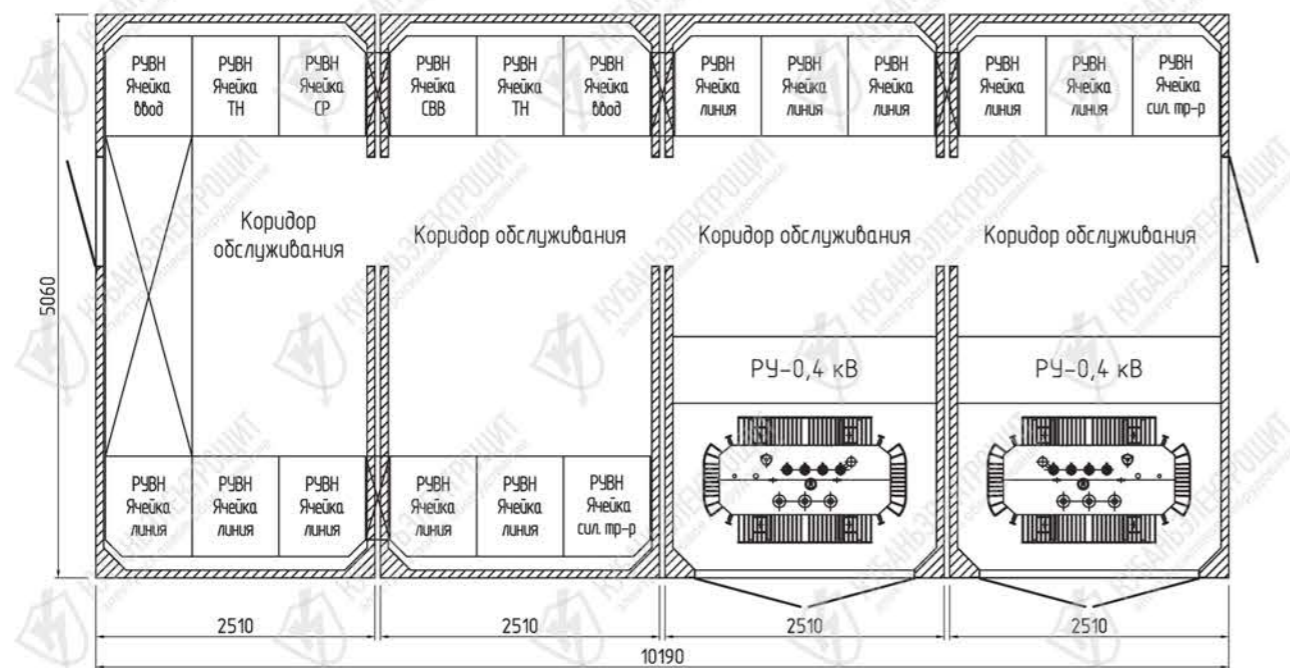 РУВН
Ячейка
ввод
РУВН
Ячейка
ТН
РУВН
Ячейка
СР
РУВН
Ячейка
СВВ
РУВН
Ячейка
ТН
РУВН
Ячейка
ввод
РУВН
Ячейка
линия
РУВН
Ячейка
линия
РУВН
Ячейка
линия
РУВН
Ячейка
линия
РУВН
Ячейка
линия
РУВН
Ячейка
сил. тр-р
Коридор
обслуживания
Коридор обслуживания
Коридор обслуживания
Коридор обслуживания
5060
РУ-0,4 кВ
РУ-0,4 кВ
РУВН
Ячейка
линия
РУВН
Ячейка
линия
РУВН
Ячейка
линия
РУВН
Ячейка
линия
РУВН
Ячейка
линия
РУВН
Ячейка
сил. тр-р
2510
2510
2510
2510
10190
КУБАНЬЭЛЕКТРОЩИТ
электрооборудование